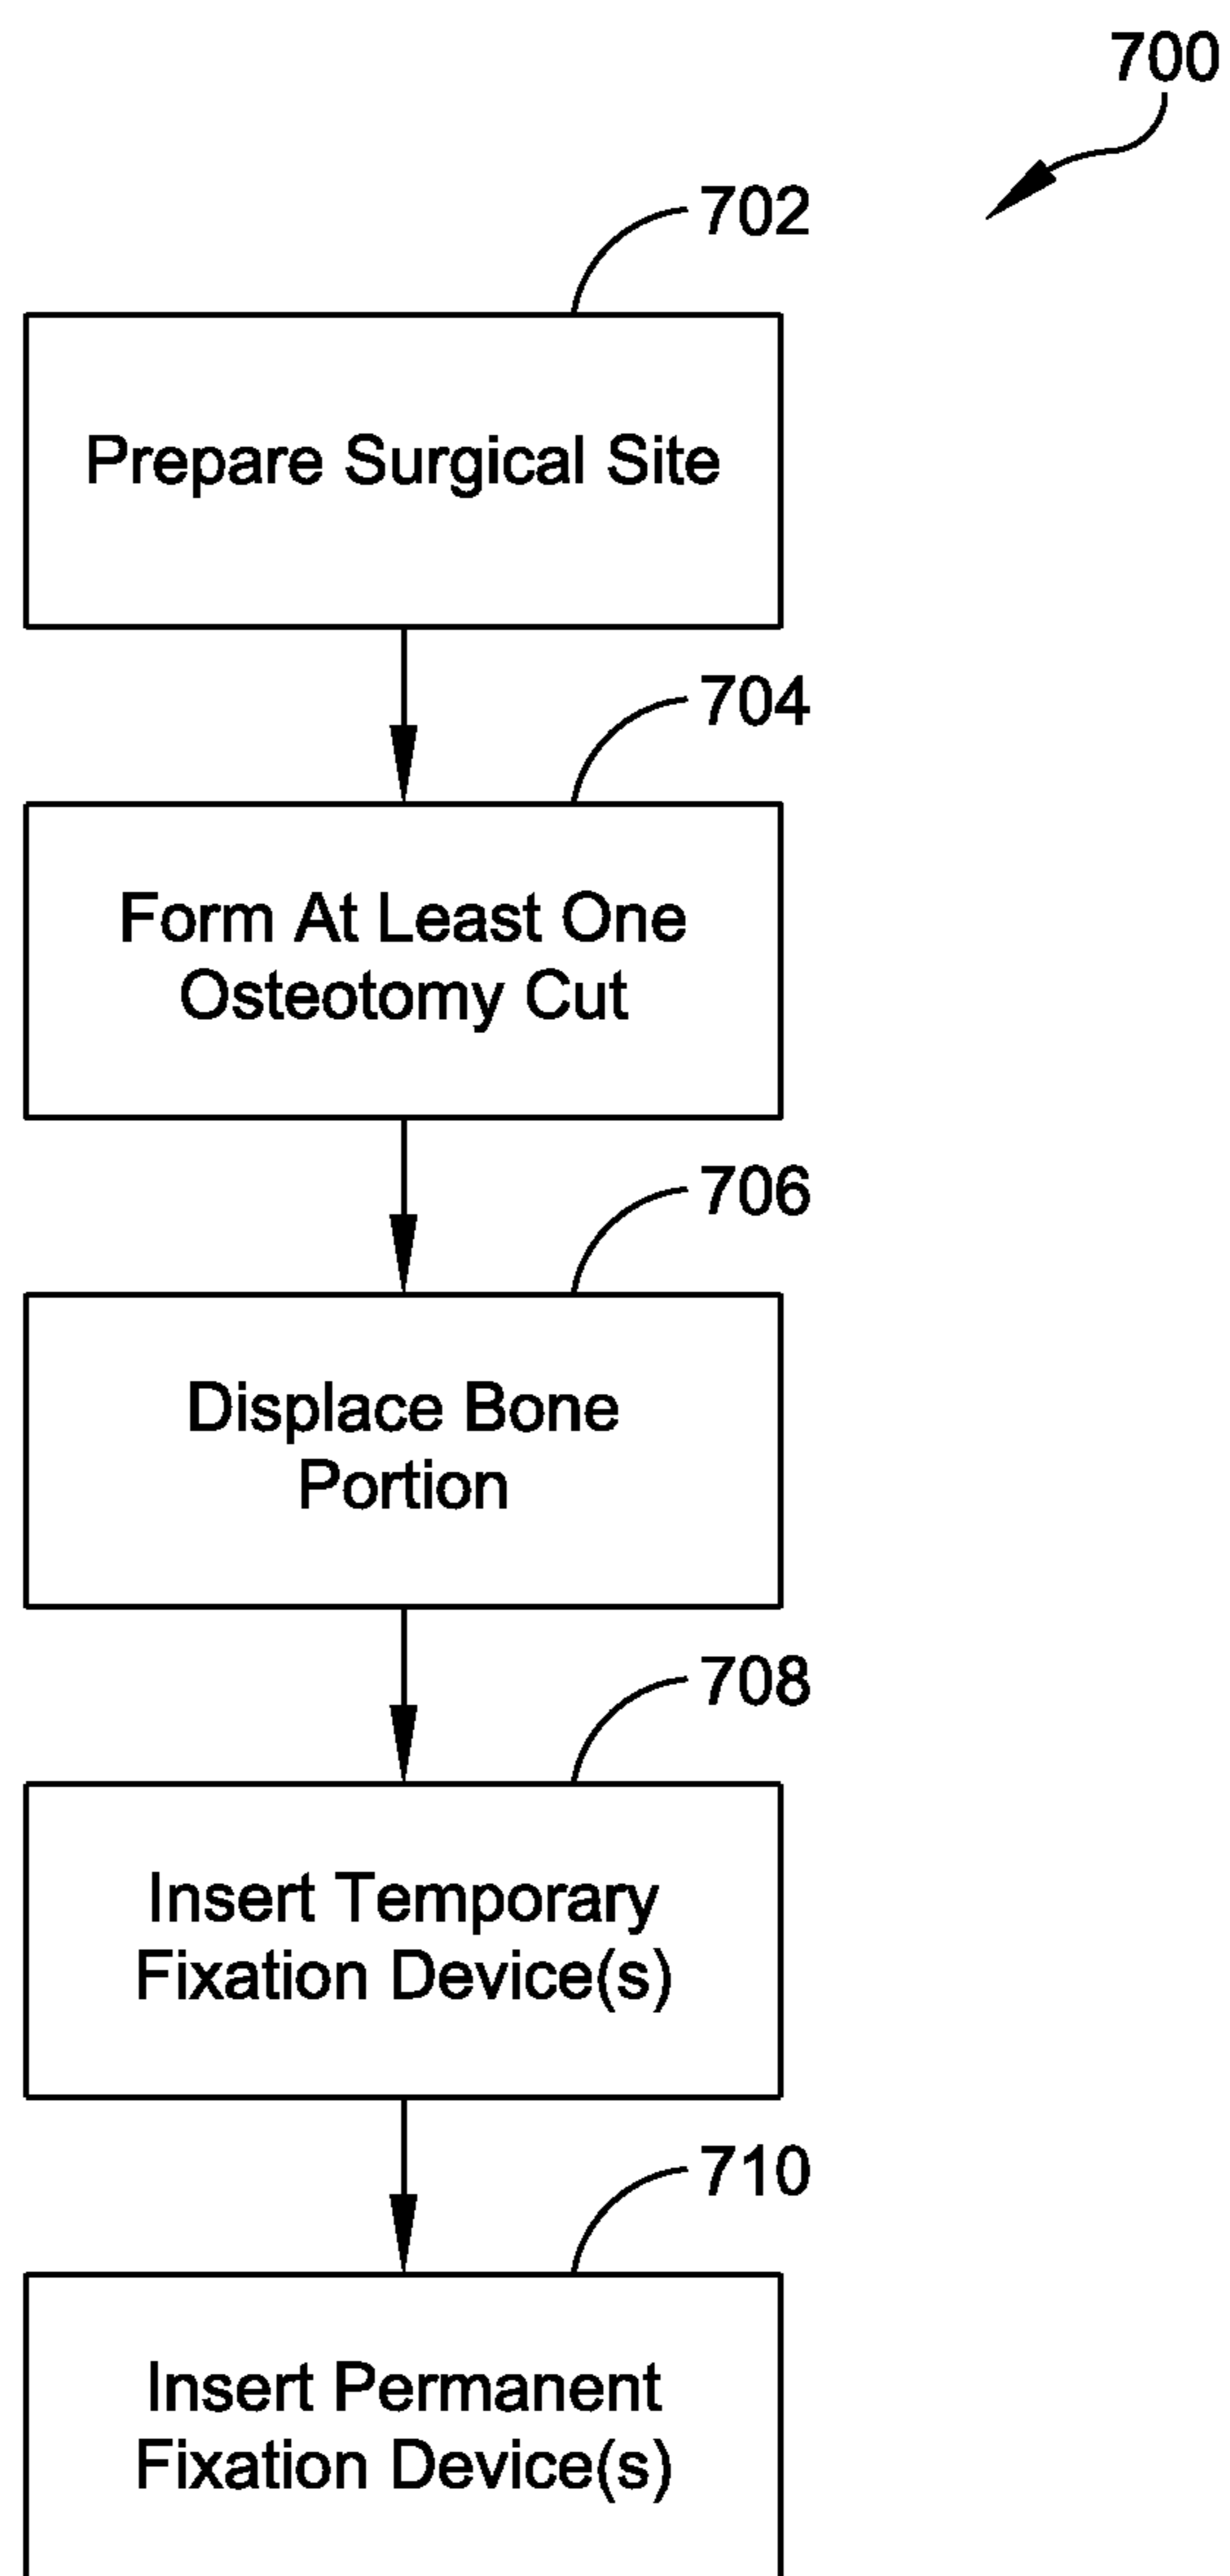 700
702
Prepare Surgical Site
704
Form At Least One
Osteotomy Cut
706
Displace Bone
Portion
708
Insert Temporary
Fixation Device(s)
710
Insert Permanent
Fixation Device(s)